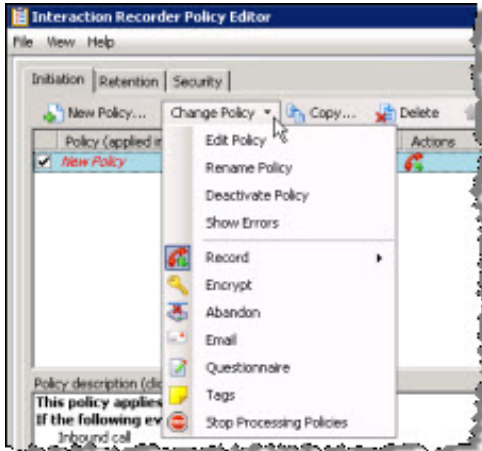 Interaction Recorder Policy Editor
File View Help
Initiation Retention Security
New Policy... Change Policy Copy... Delete
Policy (applied in Actions
New Policy
Edit Policy
Rename Policy
Deactivate Policy
Show Errors
Record
Encrypt
Abandon
Email
Questionnaire
Tags
Stop Processing Policies
Policy description (clic
This policy applies
If the following ev
Inbound call